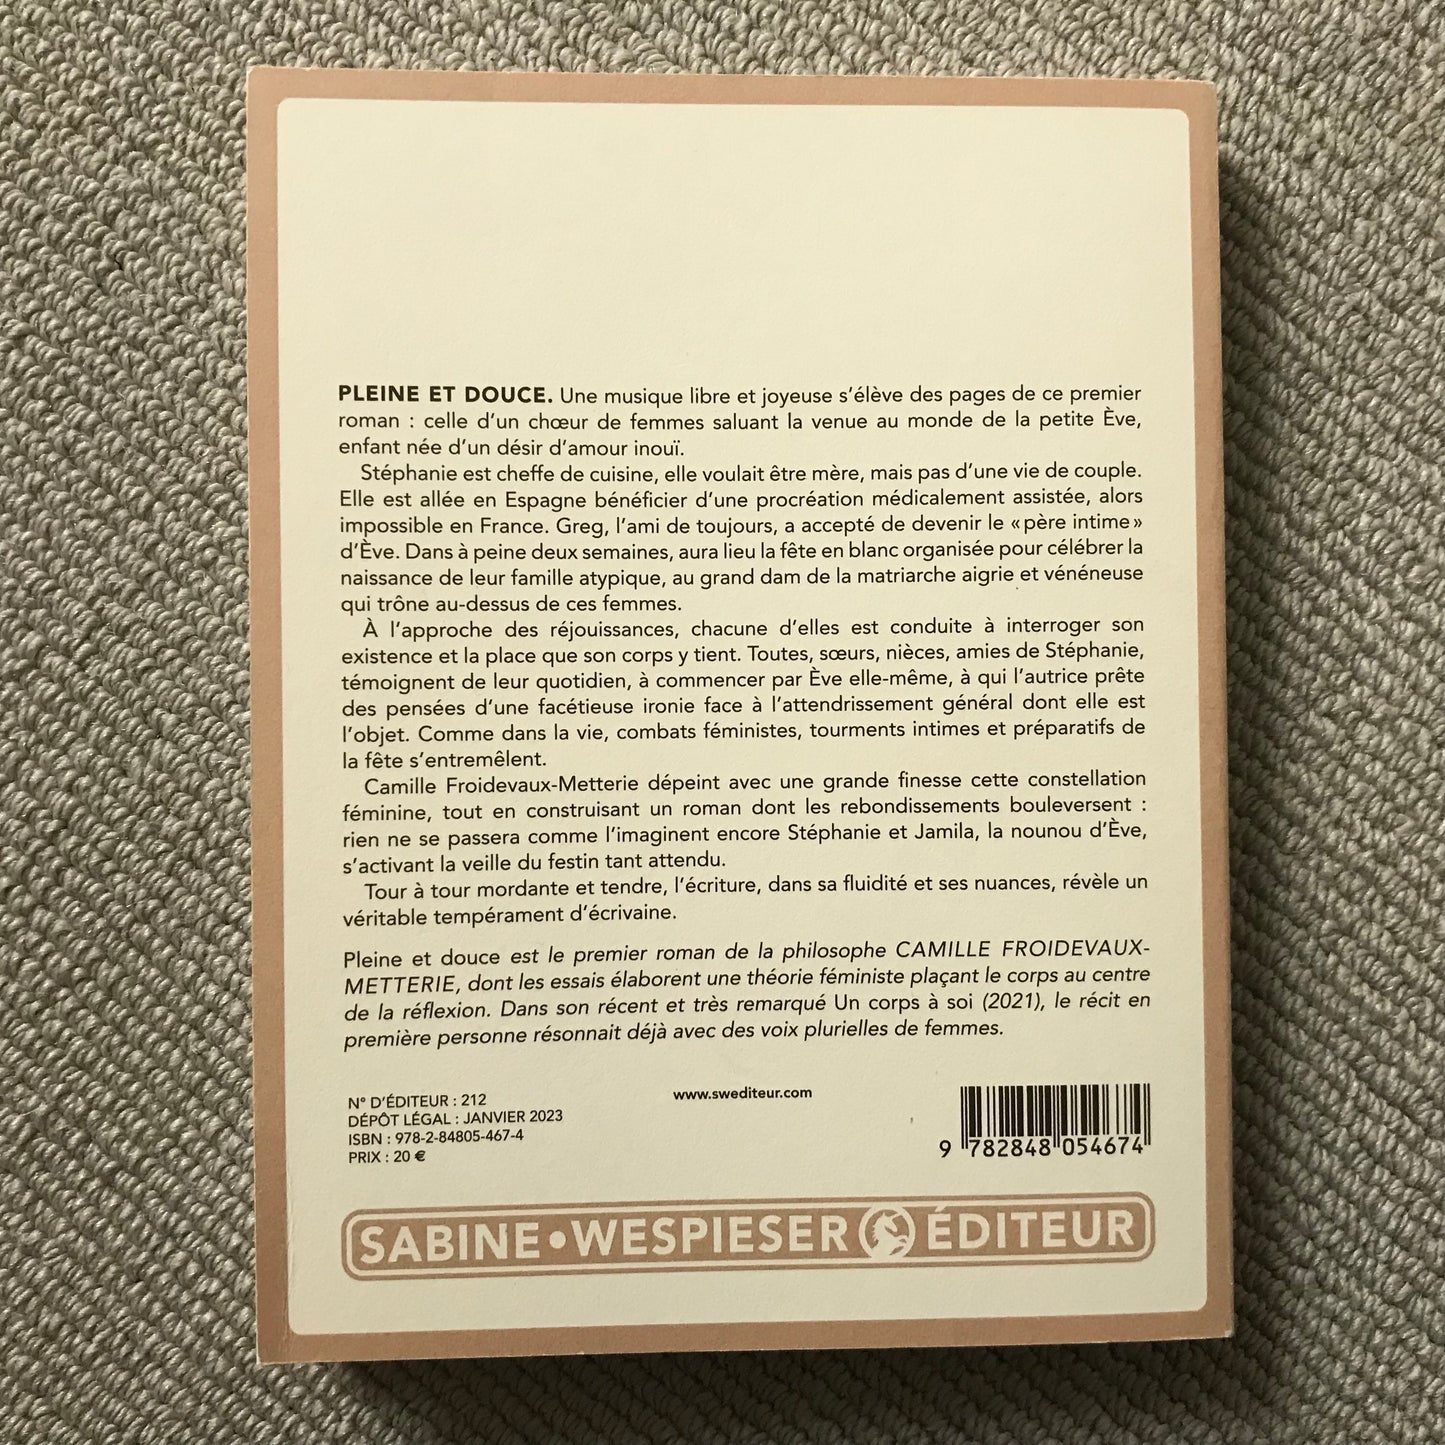 PLEINE ET DOUCE. Une musique libre et joyeuse s’élève des pages de ce premier
roman : celle d’un chœur de femmes saluant la venue au monde de la petite Ève,
enfant née d’un désir d’amour inouï.
Stéphanie est cheffe de cuisine, elle voulait être mère, mais pas d’une vie de couple.
Elle est allée en Espagne bénéficier d’une procréation médicalement assistée, alors
impossible en France. Greg, l’ami de toujours, a accepté de devenir le « père intime »
d’Ève. Dans à peine deux semaines, aura lieu la fête en blanc organisée pour célébrer la
naissance de leur famille atypique, au grand dam de la matriarche aigrie et vénéneuse
qui trône au-dessus de ces femmes.
À l’approche des réjouissances, chacune d’elles est conduite à interroger son
existence et la place que son corps y tient. Toutes, sœurs, nièces, amies de Stéphanie,
témoignent de leur quotidien, à commencer par Ève elle-même, à qui l’autrice prête
des pensées d’une facétieuse ironie face à l’attendrissement général dont elle est
l’objet. Comme dans la vie, combats féministes, tourments intimes et préparatifs de
la fête s’entremêlent.
Camille Froidevaux-Metterie dépeint avec une grande finesse cette constellation
féminine, tout en construisant un roman dont les rebondissements bouleversent :
rien ne se passera comme l’imaginent encore Stéphanie et Jamila, la nounou d’Ève,
s’activant la veille du festin tant attendu.
Tour à tour mordante et tendre, l’écriture, dans sa fluidité et ses nuances, révèle un
véritable tempérament d’écrivaine.
Pleine et douce est le premier roman de la philosophe CAMILLE FROIDEVAUX-
METTERIE, dont les essais élaborent une théorie féministe plaçant le corps au centre
de la réflexion. Dans son récent et très remarqué Un corps à soi (2021), le récit en
première personne résonnait déjà avec des voix plurielles de femmes.
N° D’ÉDITEUR : 212
DÉPÔT LÉGAL : JANVIER 2023
ISBN : 978-2-84805-467-4
PRIX : 20 €
www.swediteur.com
9 782848 054674
SABINE • WESPIESER ÉDITEUR